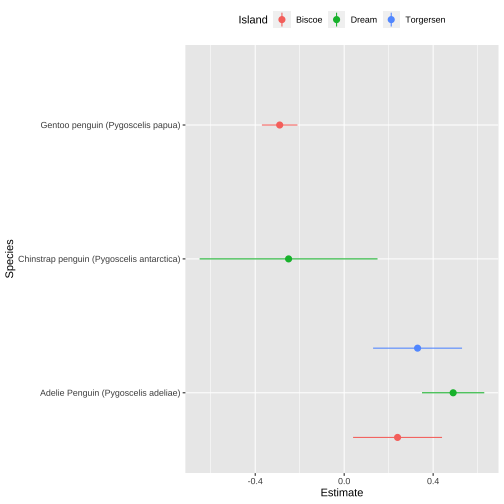 Island Biscoe Dream Torgersen
Gentoo penguin (Pygoscelis papua)
Chinstrap penguin (Pygoscelis antarctica)
Adelie Penguin (Pygoscelis adeliae)
Species
-0.4 0.0 0.4
Estimate